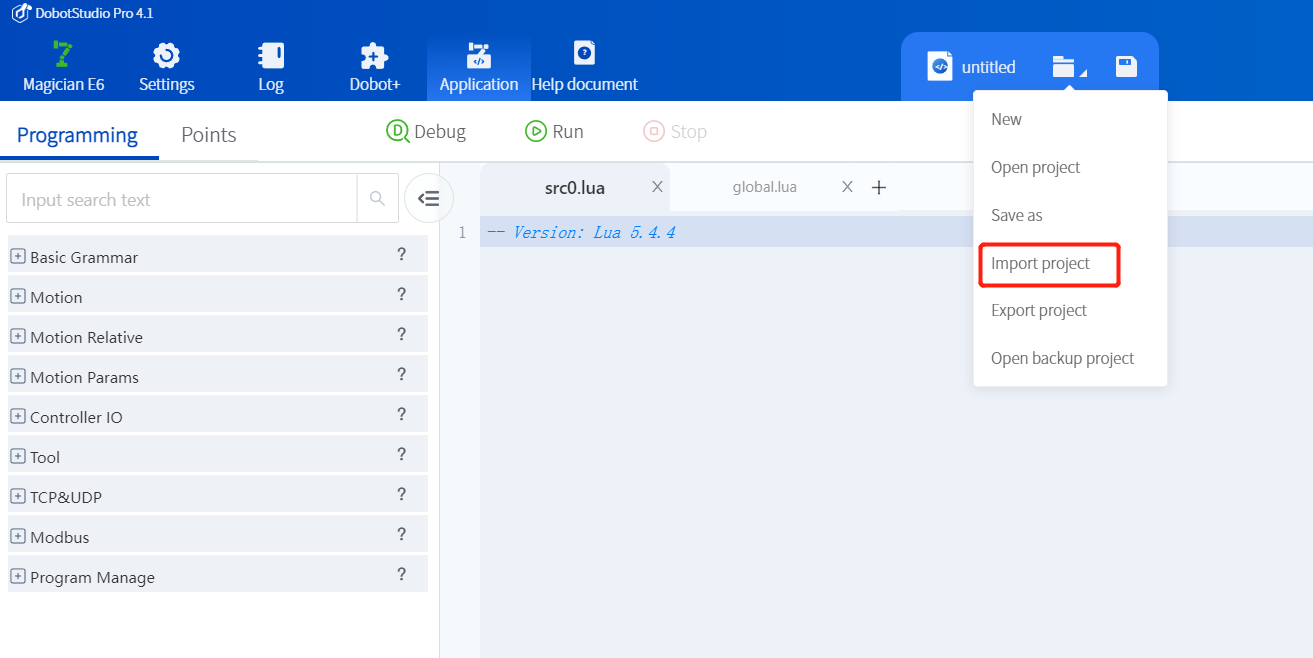 DobotStudio Pro 4.1
Magician E6
Settings
Log
Dobot+
Application
Help document
untitled
New
Open project
Save as
Import project
Export project
Open backup project
Programming
Points
Debug
Run
Stop
Input search text
src0.lua
X
global.lua
X
+
1
-- Version: Lua 5.4.4
Basic Grammar
?
Motion
?
Motion Relative
?
Motion Params
?
Controller IO
?
Tool
?
TCP&UDP
?
Modbus
?
Program Manage
?